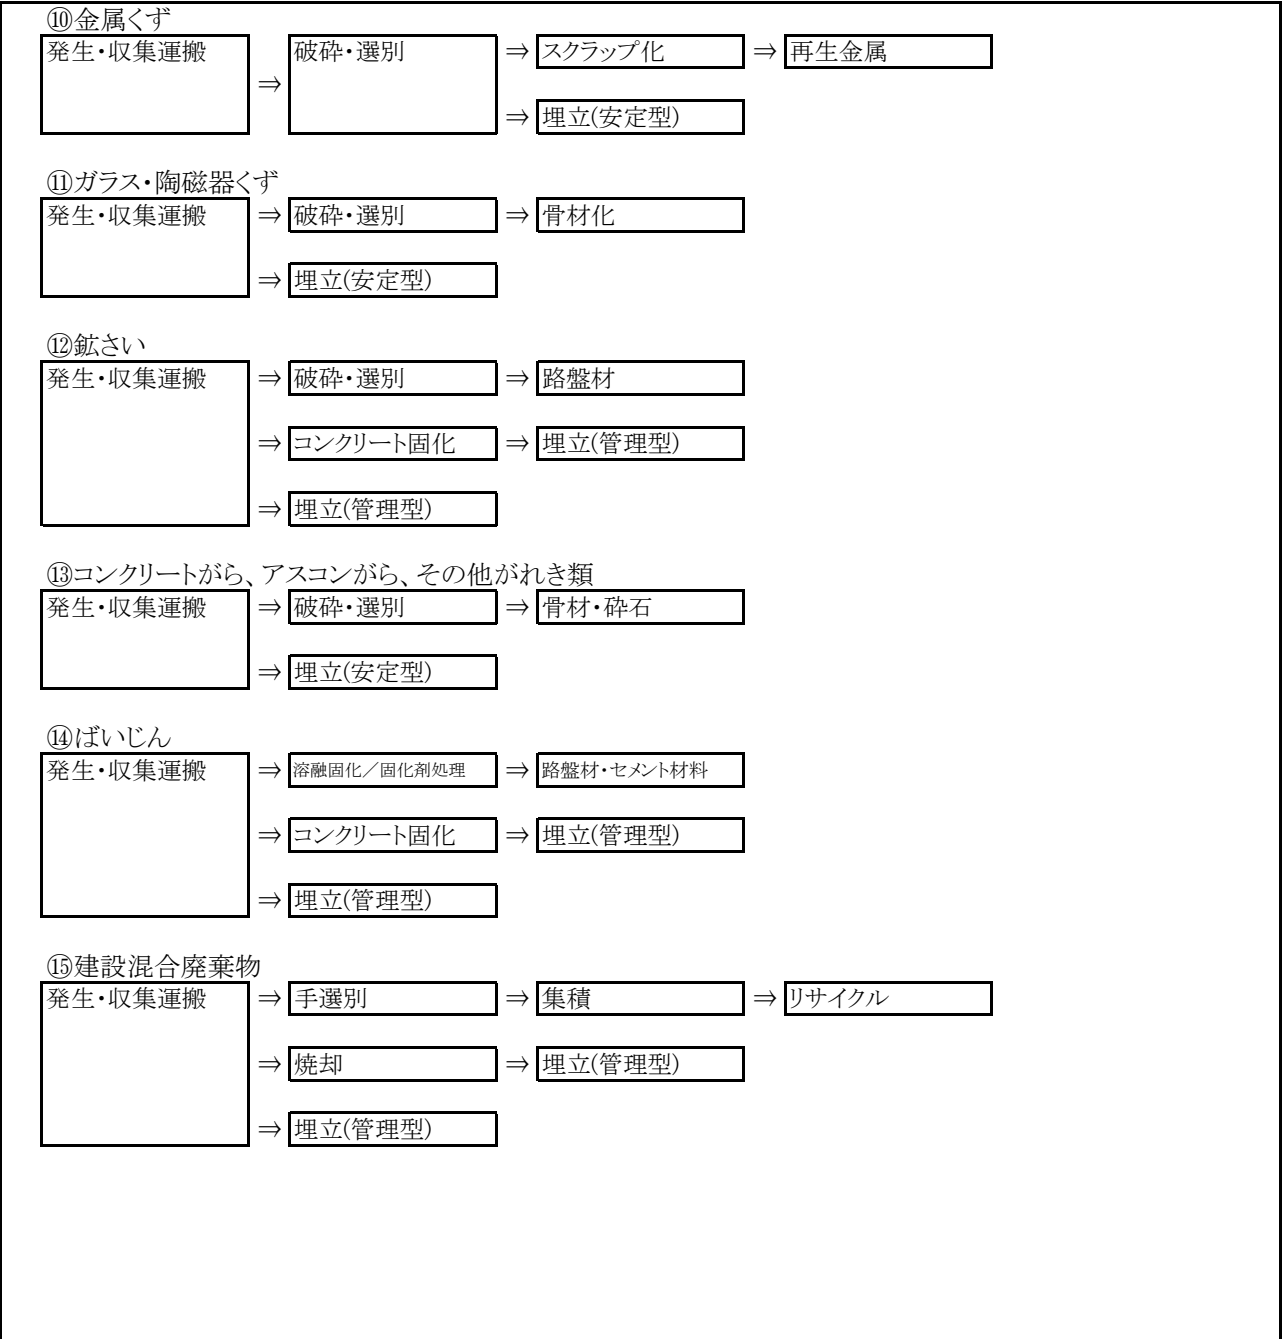 ⑩金属くず
発生・収集運搬 破砕・選別 ⇒ スクラップ化 ⇒ 再生金属
⇒
⇒ 埋立(安定型)
⑪ガラス・陶磁器くず
発生・収集運搬 ⇒ 破砕・選別 ⇒ 骨材化
⇒ 埋立(安定型)
⑫鉱さい
発生・収集運搬 ⇒ 破砕・選別 ⇒ 路盤材
⇒ コンクリート固化 ⇒ 埋立(管理型)
⇒ 埋立(管理型)
⑬コンクリートがら、アスコンがら、その他がれき類
発生・収集運搬 ⇒ 破砕・選別 ⇒ 骨材・砕石
⇒ 埋立(安定型)
⑭ばいじん
発生・収集運搬 ⇒ 溶融固化／固化剤処理 ⇒ 路盤材・セメント材料
⇒ コンクリート固化 ⇒ 埋立(管理型)
⇒ 埋立(管理型)
⑮建設混合廃棄物
発生・収集運搬 ⇒ 手選別 ⇒ 集積 ⇒ リサイクル
⇒ 焼却 ⇒ 埋立(管理型)
⇒ 埋立(管理型)